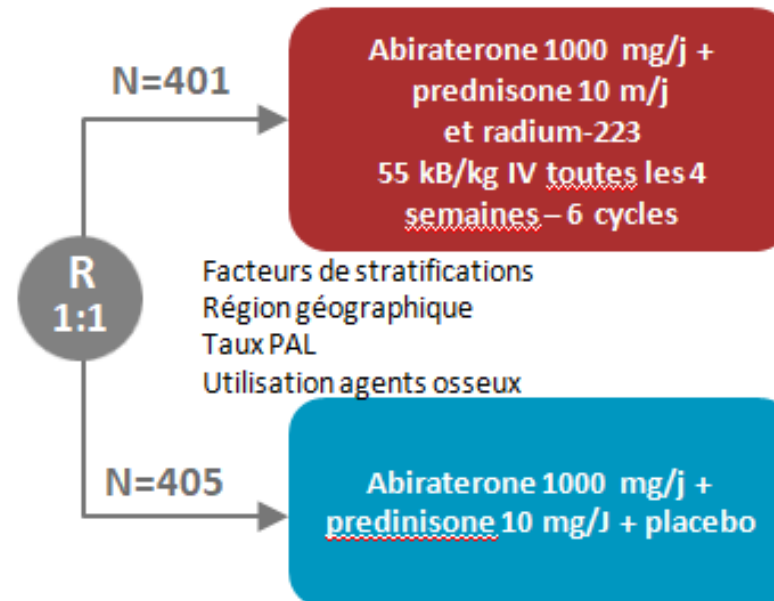 N=401
Abiraterone 1000 mg/j +
prednisone 10 m/j
et radium-223
55 kB/kg IV toutes les 4
semaines – 6 cycles
R
1:1
Facteurs de stratifications
Région géographique
Taux PAL
Utilisation agents osseux
N=405
Abiraterone 1000 mg/j +
predinisone 10 mg/J + placebo